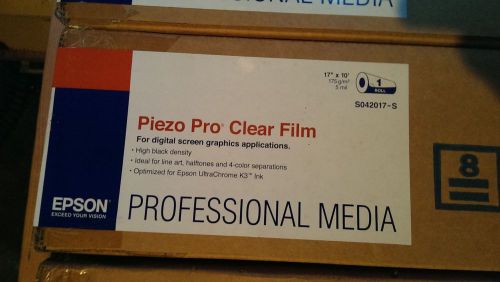 PROFESSIONAL MEDIA
17" x 10'
175 g/m²
5 mil
1
ROLL
S042017-S
Piezo Pro® Clear Film
For digital screen graphics applications.
• High black density
• Ideal for line art, halftones and 4-color separations
• Optimized for Epson UltraChrome K3™ Ink
EPSON®
EXCEED YOUR VISION
PROFESSIONAL MEDIA
8